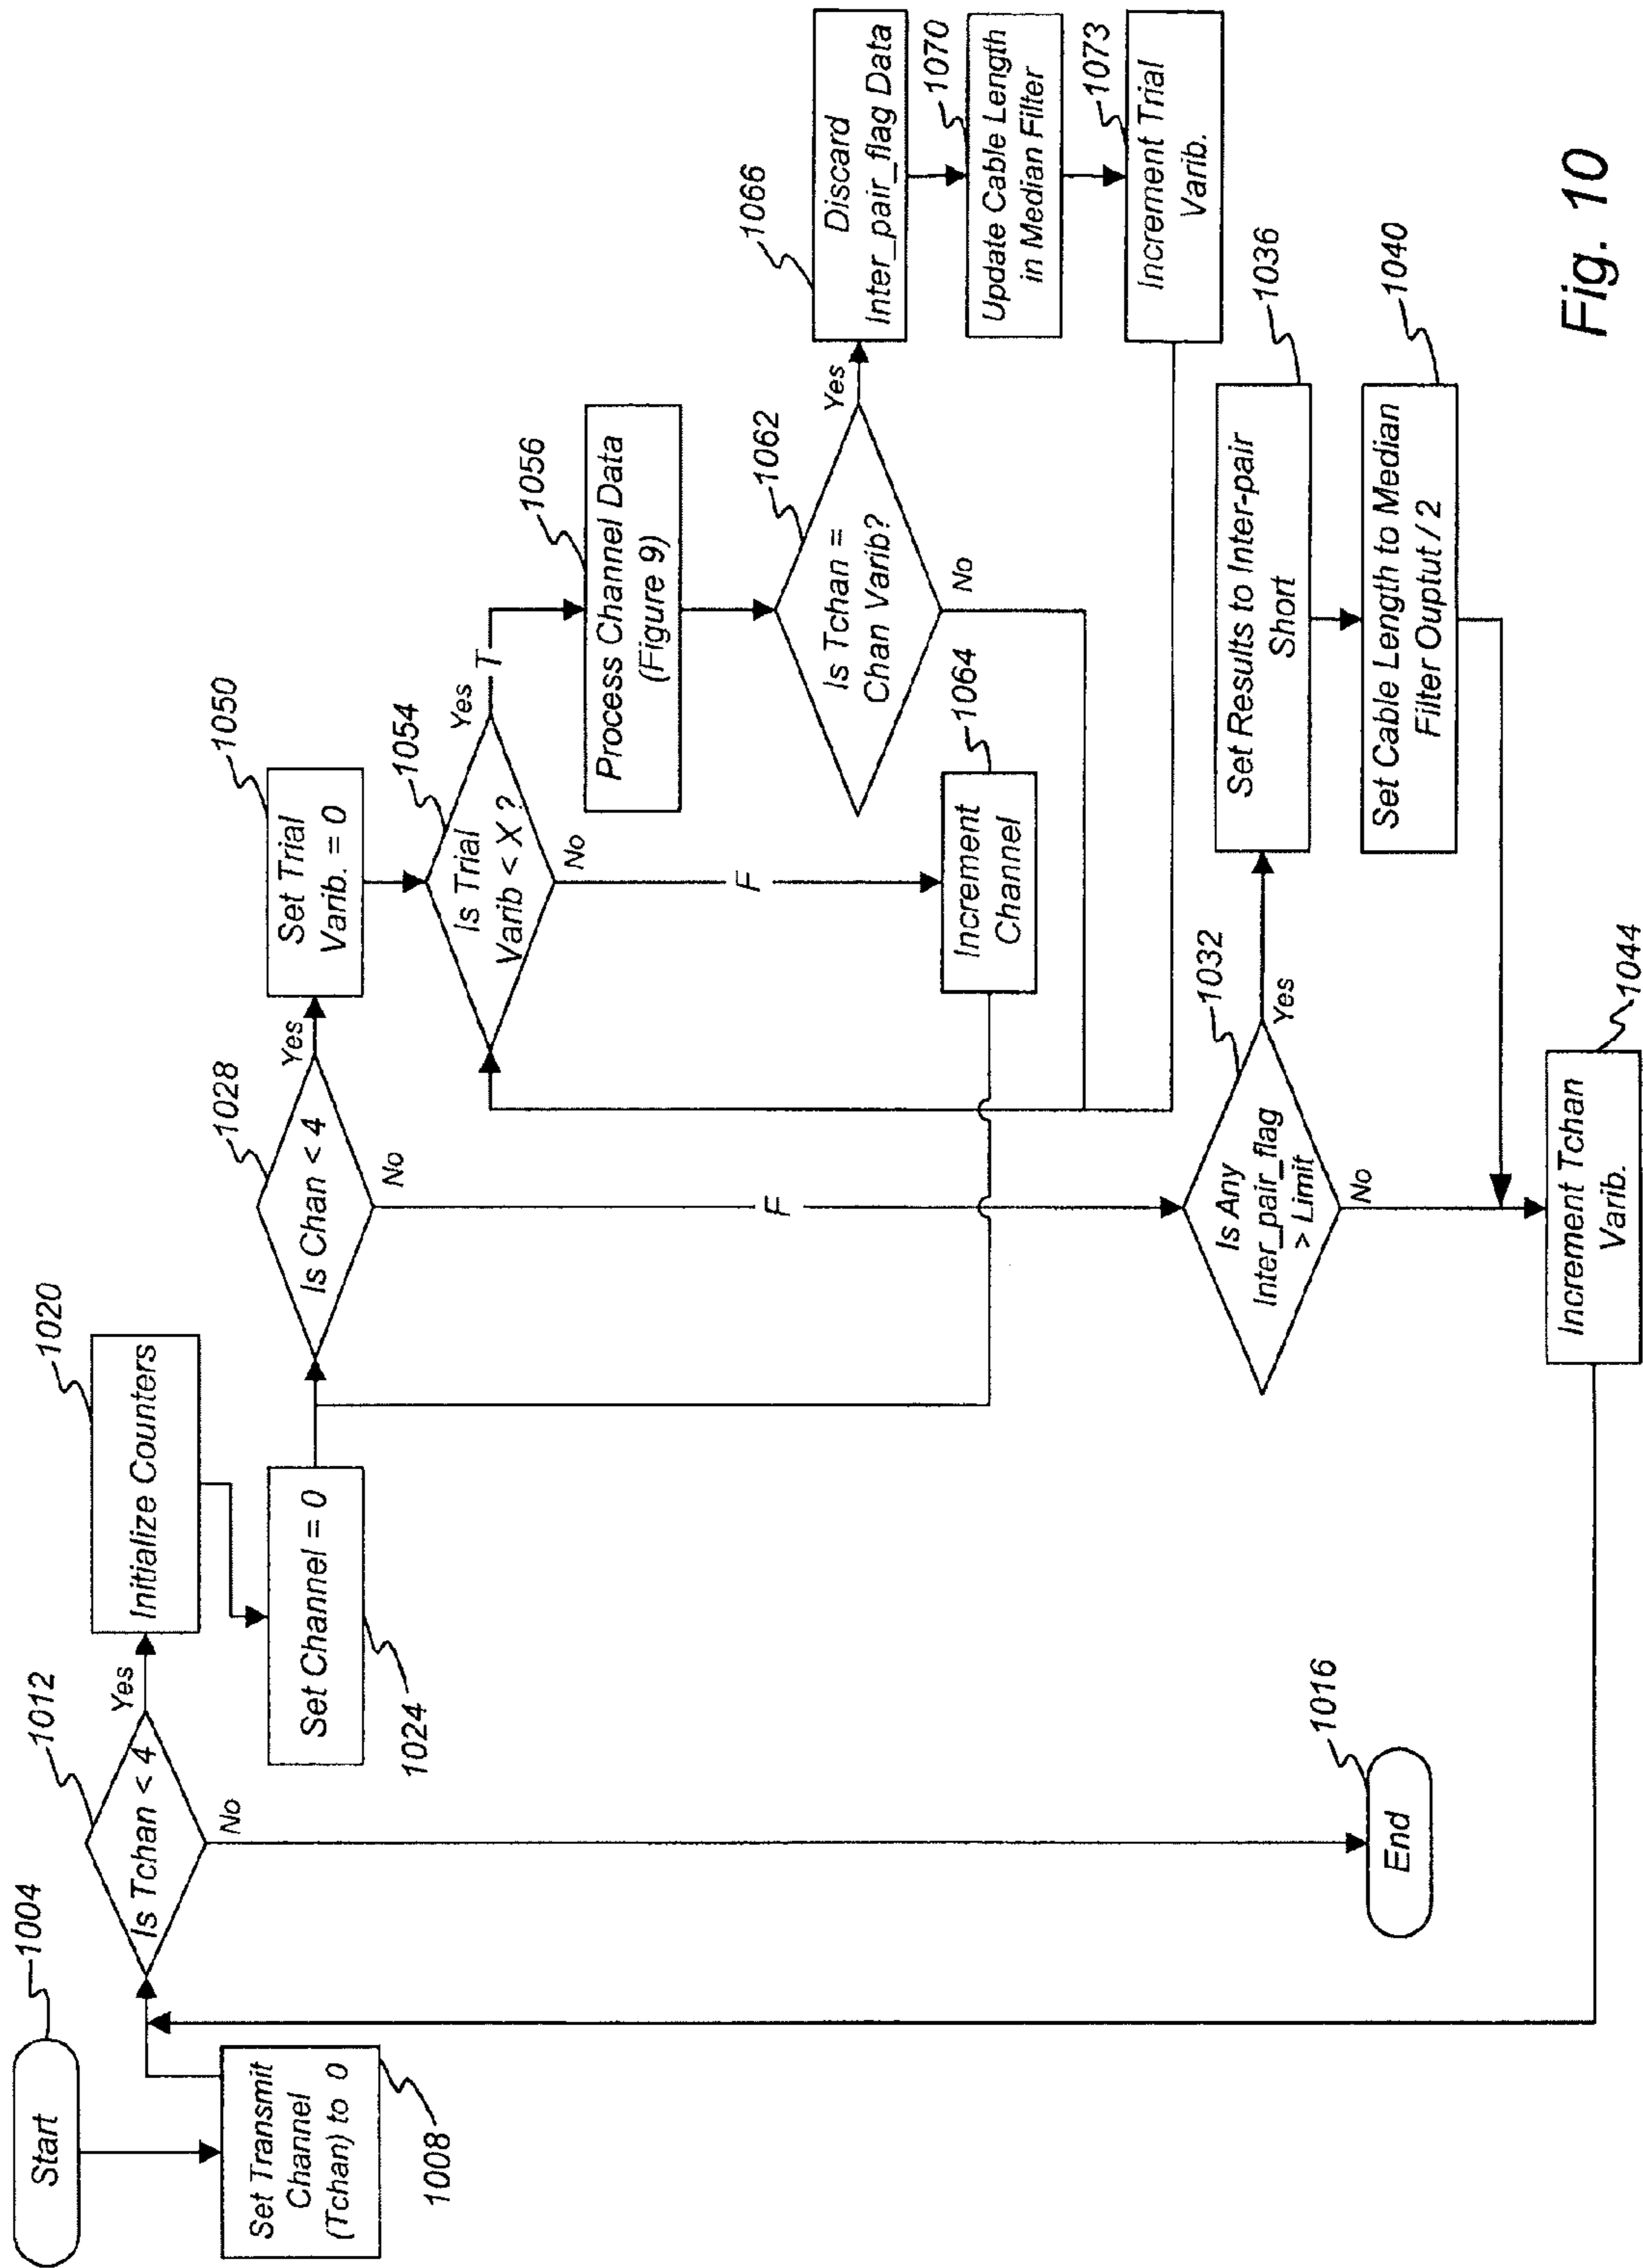 Start
1004
Set Transmit
Channel
(Tchan) to 0
1008
Is Tchan < 4
1012
Yes
No
Initialize Counters
1020
Set Channel = 0
1024
End
1016
Is Chan < 4
1028
Yes
No
F
Set Trial
Varib. = 0
1050
Is Trial
Varib < X ?
1054
Yes
T
No
F
Process Channel Data
(Figure 9)
1056
Is Tchan =
Chan Varib?
1062
Yes
No
Increment
Channel
1064
Discard
Inter_pair_flag Data
1066
Update Cable Length
in Median Filter
1070
Increment Trial
Varib.
1073
Is Any
Inter_pair_flag
> Limit
1032
Yes
No
Set Results to Inter-pair
Short
1036
Set Cable Length to Median
Filter Ouptut / 2
1040
Increment Tchan
Varib.
1044
Fig. 10